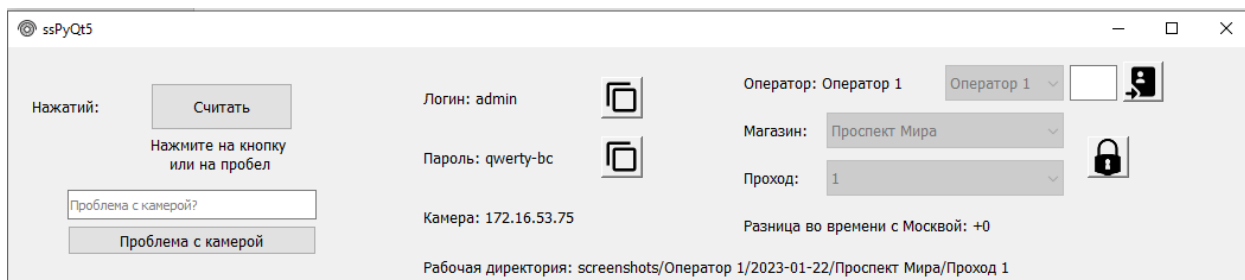 ssPyQt5
Нажатий:
Считать
Нажмите на кнопку
или на пробел
Проблема с камерой?
Проблема с камерой
Логин: admin
Пароль: qwerty-bc
Камера: 172.16.53.75
Рабочая директория: screenshots/Оператор 1/2023-01-22/Проспект Мира/Проход 1
Оператор: Оператор 1
Оператор 1
Магазин:
Проспект Мира
Проход:
1
Разница во времени с Москвой: +0